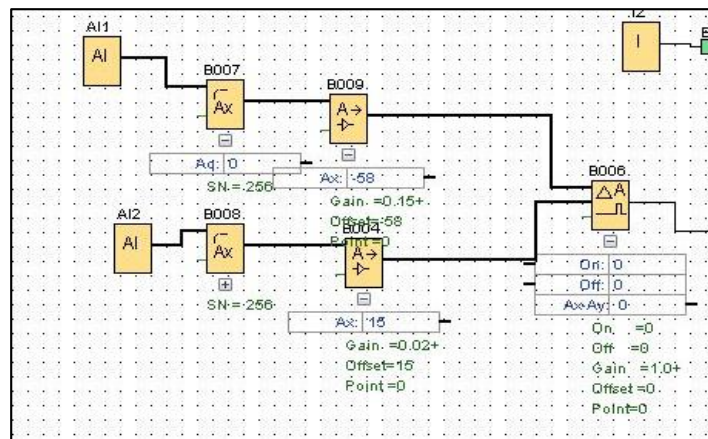 AI1
I2
AI
I
B007
B009
Ax
A→
Aq: 0
SN=256
Ax: -58
Gain =0.15+
Offset=-58
Point=0
B006
ΔA
AI2
B008
B004
AI
Ax
A→
SN=256
On: 0
Off: 0
Ax-Ay: 0
Ax: 15
Gain =0.02+
Offset=15
Point=0
On =0
Off =0
Gain =1.0+
Offset=0
Point=0